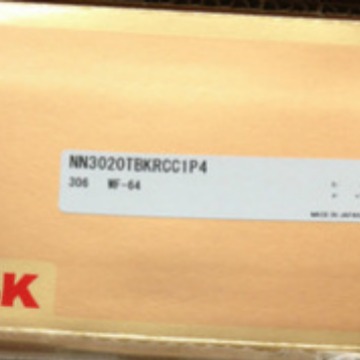 NN3020TBKRCC1P4
306 WF-64
MADE IN JAPAN
K